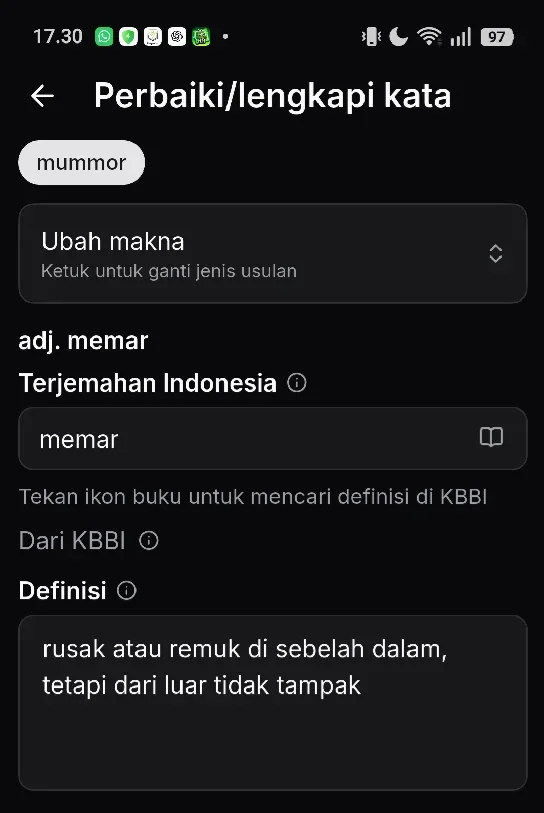 17.30
97
Perbaiki/lengkapi kata
mummor
Ubah makna
Ketuk untuk ganti jenis usulan
adj. memar
Terjemahan Indonesia
memar
Tekan ikon buku untuk mencari definisi di KBBI
Dari KBBI
Definisi
rusak atau remuk di sebelah dalam,
tetapi dari luar tidak tampak